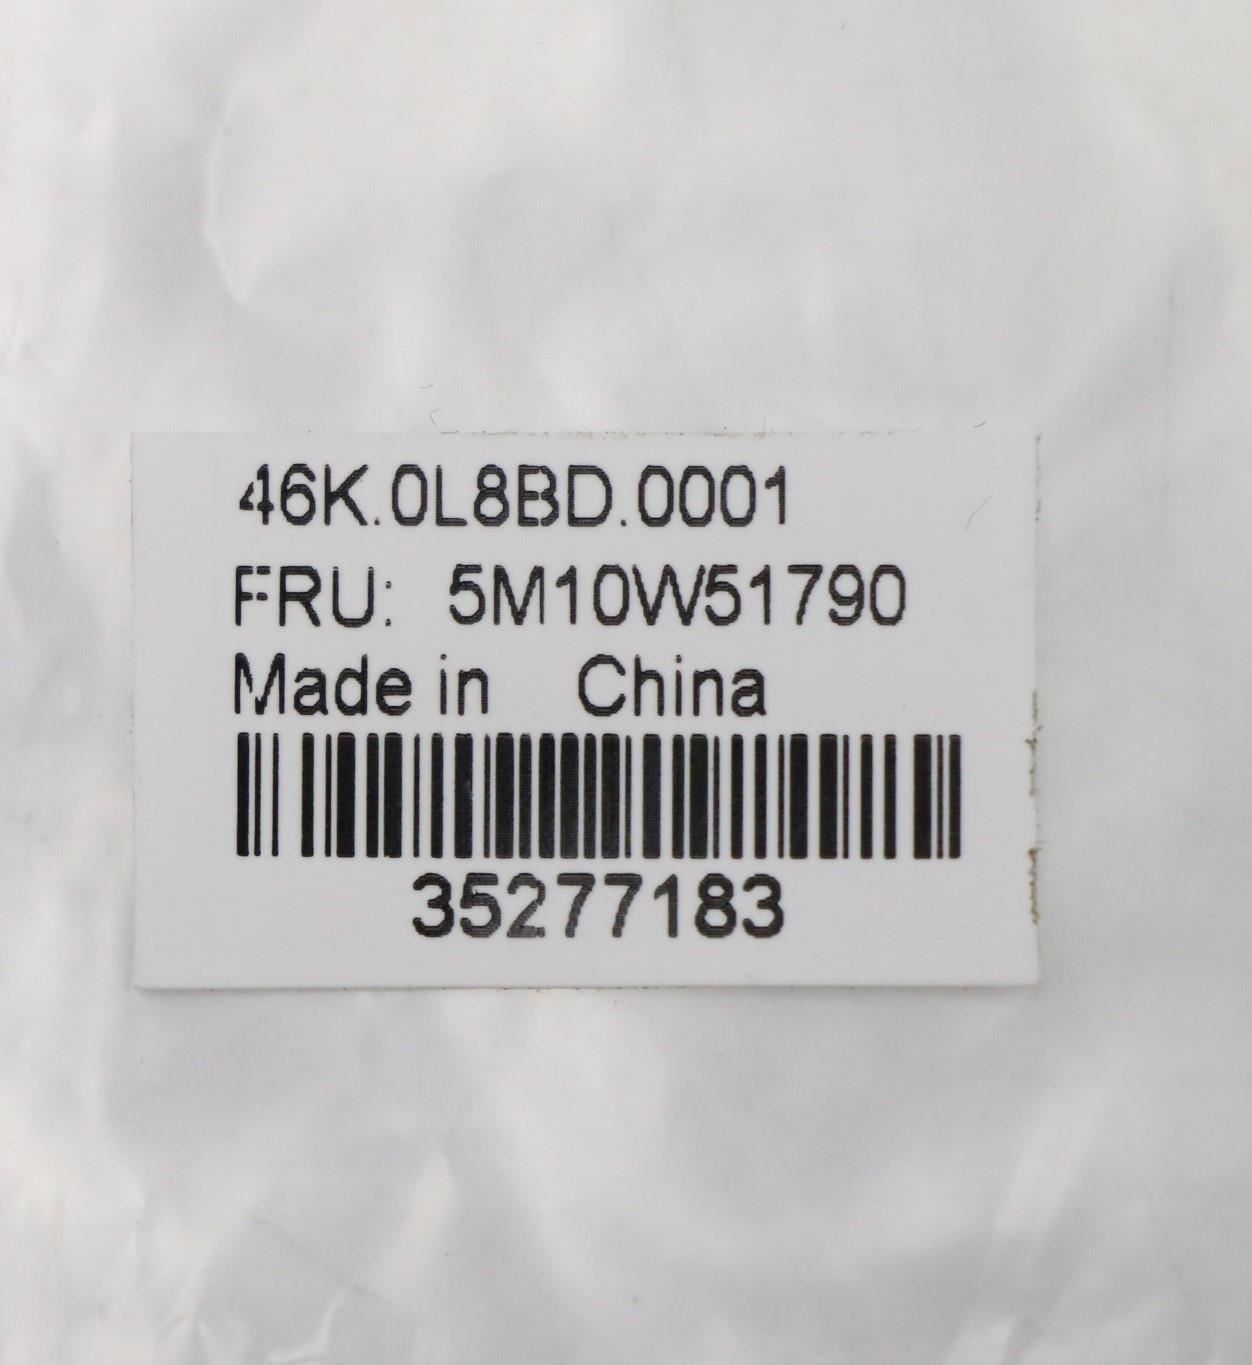 46K.0L8BD.0001
FRU: 5M10W51790
Made in China
35277183